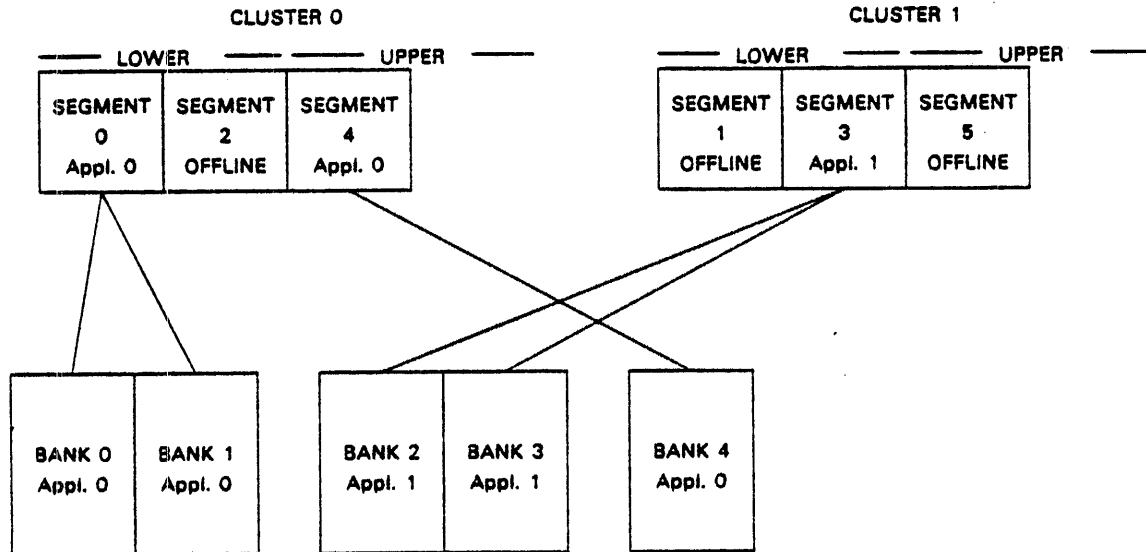 CLUSTER 0
CLUSTER 1
LOWER UPPER
LOWER UPPER
SEGMENT
0
Appl. 0
SEGMENT
2
OFFLINE
SEGMENT
4
Appl. 0
SEGMENT
1
OFFLINE
SEGMENT
3
Appl. 1
SEGMENT
5
OFFLINE
BANK 0
Appl. 0
BANK 1
Appl. 0
BANK 2
Appl. 1
BANK 3
Appl. 1
BANK 4
Appl. 0